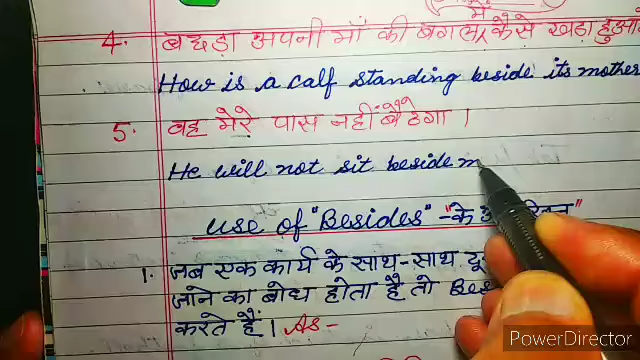 में
4. बछड़ा अपनी माँ की बगल कैसे खड़ा हुआ
How is a calf standing beside its mother
5. वह मेरे पास नहीं बैठेगा ।
He will not sit beside m
use of "Besides" - "के
1. जब एक कार्य के साथ-साथ
जाने का बोध होता है तो Bes
करते हैं। As-
PowerDirector